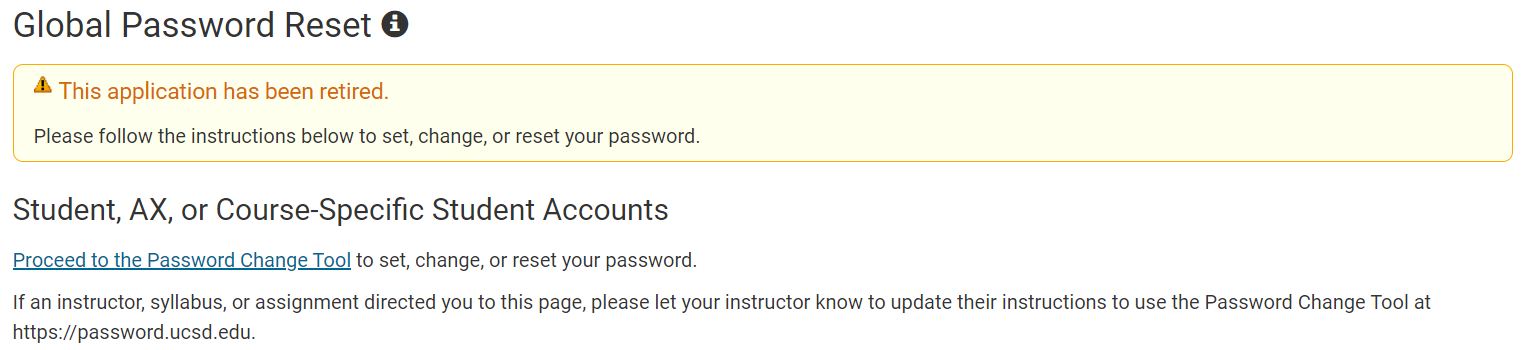 Global Password Reset
This application has been retired.
Please follow the instructions below to set, change, or reset your password.
Student, AX, or Course-Specific Student Accounts
Proceed to the Password Change Tool to set, change, or reset your password.
If an instructor, syllabus, or assignment directed you to this page, please let your instructor know to update their instructions to use the Password Change Tool at
https://password.ucsd.edu.